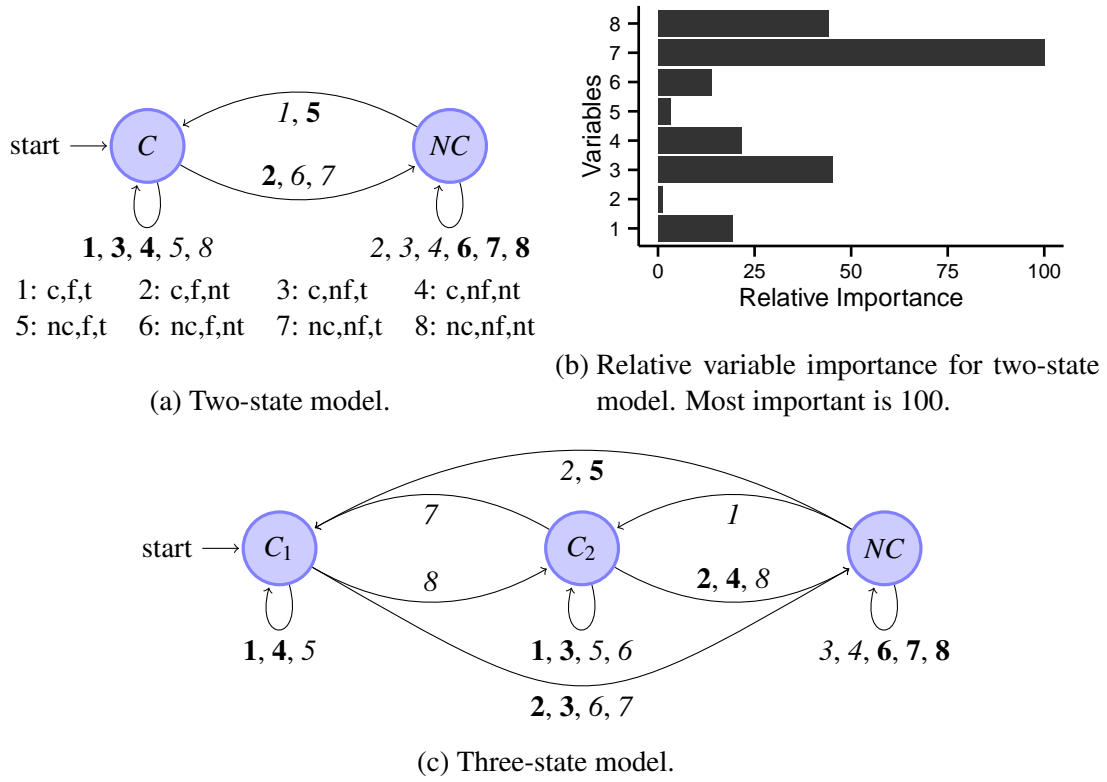 start
C
NC
1, 5
2, 6, 7
1, 3, 4, 5, 8
2, 3, 4, 6, 7, 8
1: c,f,t 2: c,f,nt 3: c,nf,t 4: c,nf,nt
5: nc,f,t 6: nc,f,nt 7: nc,nf,t 8: nc,nf,nt
(a) Two-state model.
Variables
8
7
6
5
4
3
2
1
0 25 50 75 100
Relative Importance
(b) Relative variable importance for two-state
model. Most important is 100.
2, 5
7
1
start
C1
C2
NC
8
2, 4, 8
1, 4, 5
1, 3, 5, 6
3, 4, 6, 7, 8
2, 3, 6, 7
(c) Three-state model.